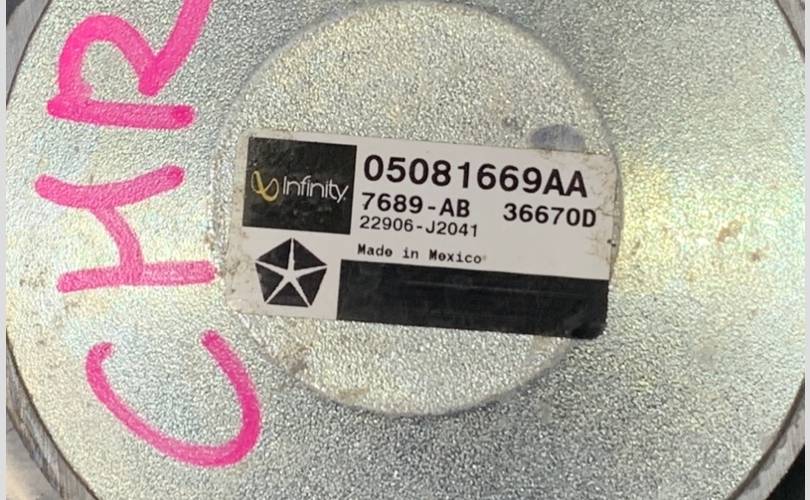 CHR
Infinity
05081669AA
7689-AB 36670D
22906-J2041
Made in Mexico